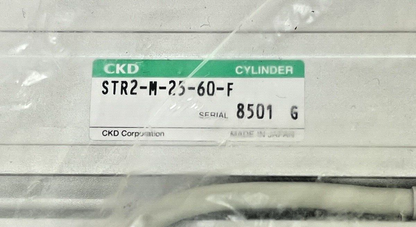 CKD CYLINDER
STR2-M-25-60-F
SERIAL 8501 G
CKD Corporation MADE IN JAPAN